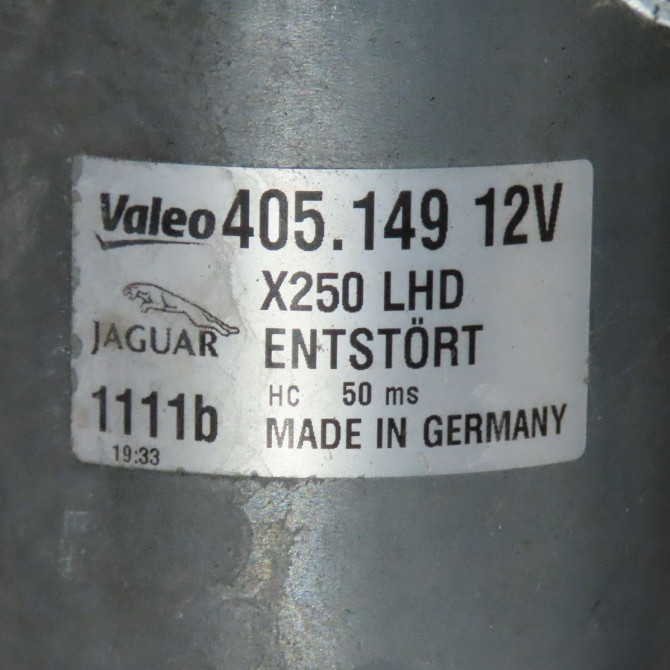 Valeo 405.149 12V
X250 LHD
JAGUAR ENTSTÖRT
HC 50 ms
1111b MADE IN GERMANY
19:33